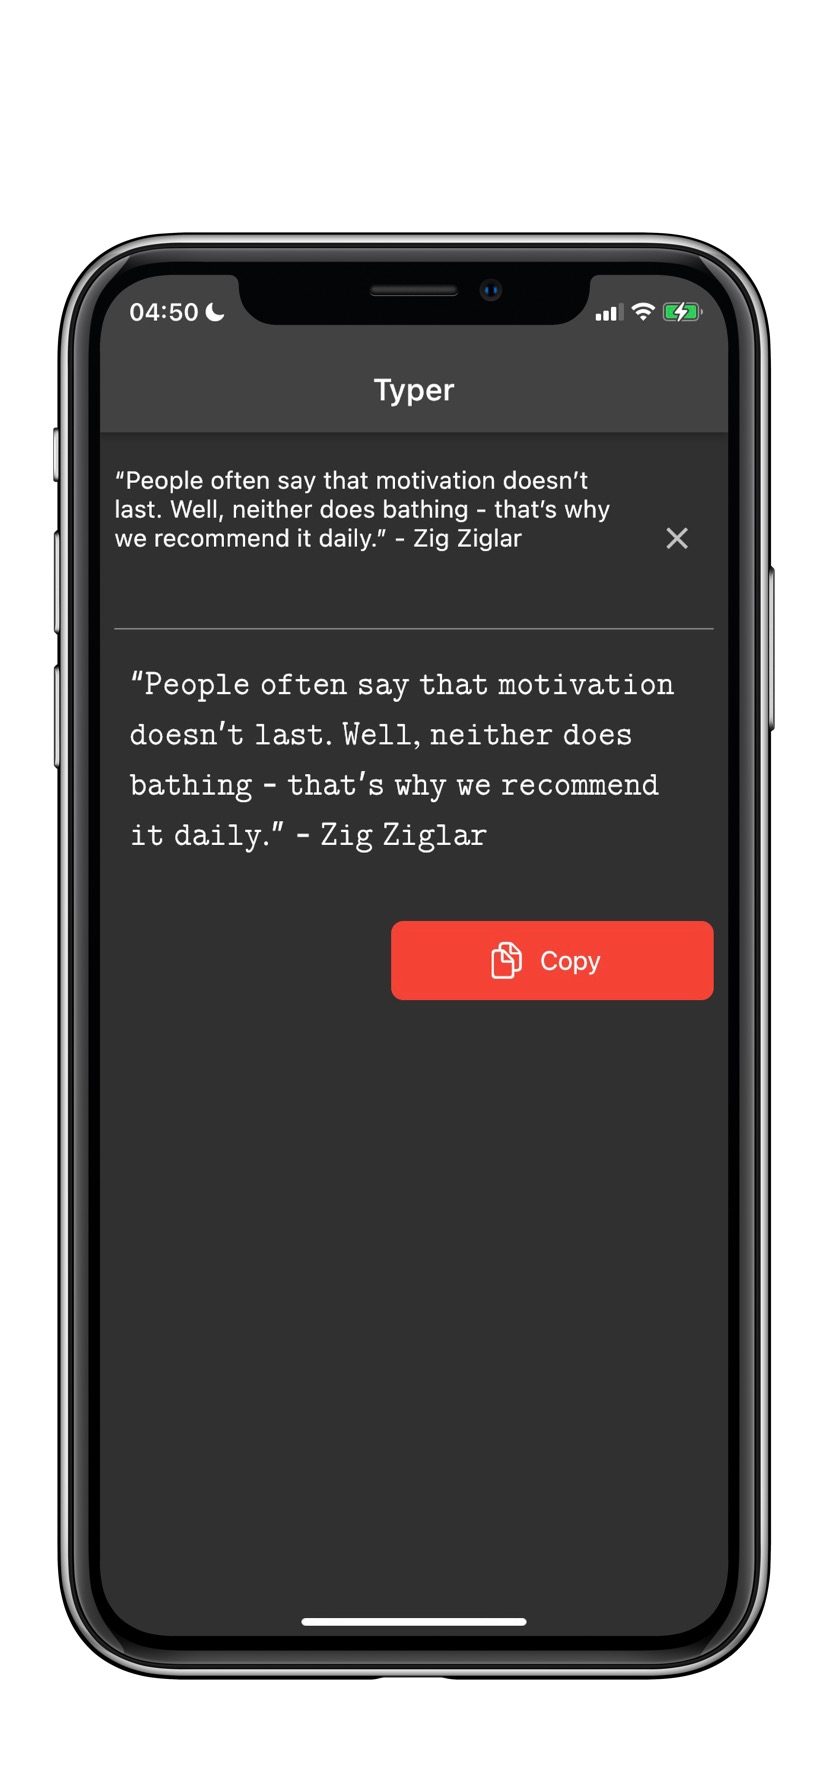 04:50
Typer
“People often say that motivation doesn’t
last. Well, neither does bathing - that’s why
we recommend it daily.” - Zig Ziglar
“People often say that motivation
doesn’t last. Well, neither does
bathing - that’s why we recommend
it daily.” - Zig Ziglar
Copy